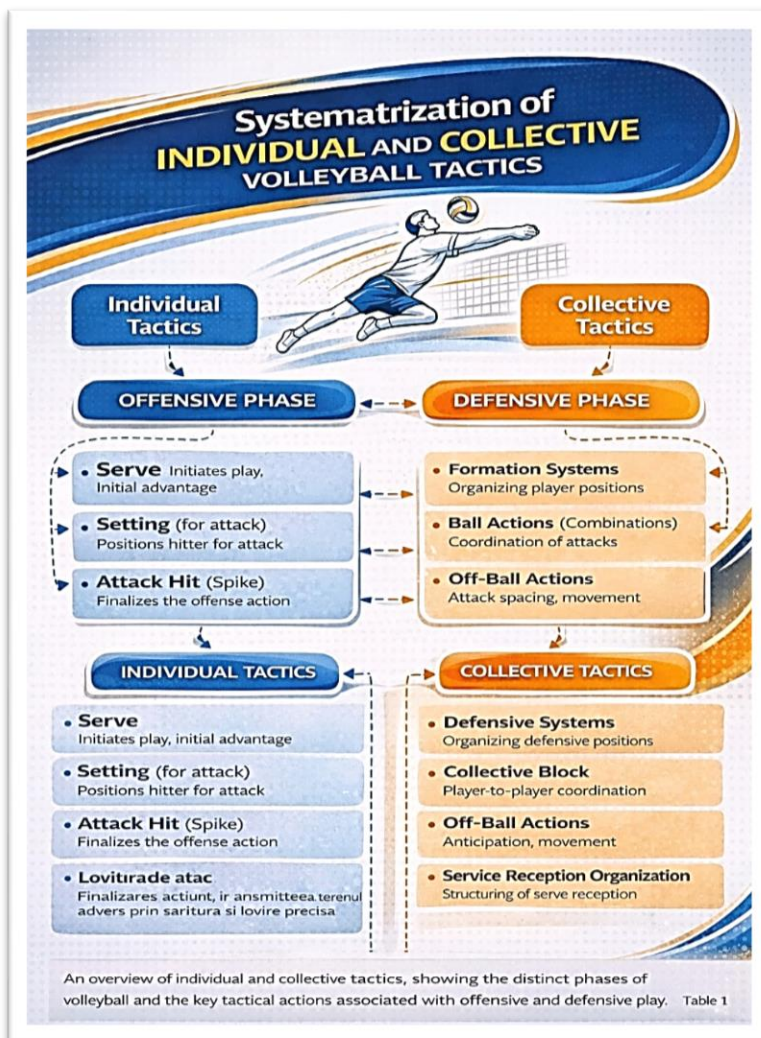 Systematrization of
INDIVIDUAL AND COLLECTIVE
VOLLEYBALL TACTICS
Individual
Tactics
Collective
Tactics
OFFENSIVE PHASE
DEFENSIVE PHASE
• Serve Initiates play,
Initial advantage
• Setting (for attack)
Positions hitter for attack
• Attack Hit (Spike)
Finalizes the offense action
• Formation Systems
Organizing player positions
• Ball Actions (Combinations)
Coordination of attacks
• Off-Ball Actions
Attack spacing, movement
INDIVIDUAL TACTICS
COLLECTIVE TACTICS
• Serve
Initiates play, initial advantage
• Setting (for attack)
Positions hitter for attack
• Attack Hit (Spike)
Finalizes the offense action
• Lovitırade atac
Finalizares actiunt, ir ansmitteea terenul
advers prin saritura si lovire precisa
• Defensive Systems
Organizing defensive positions
• Collective Block
Player-to-player coordination
• Off-Ball Actions
Anticipation, movement
• Service Reception Organization
Structuring of serve reception
An overview of individual and collective tactics, showing the distinct phases of
volleyball and the key tactical actions associated with offensive and defensive play. Table 1